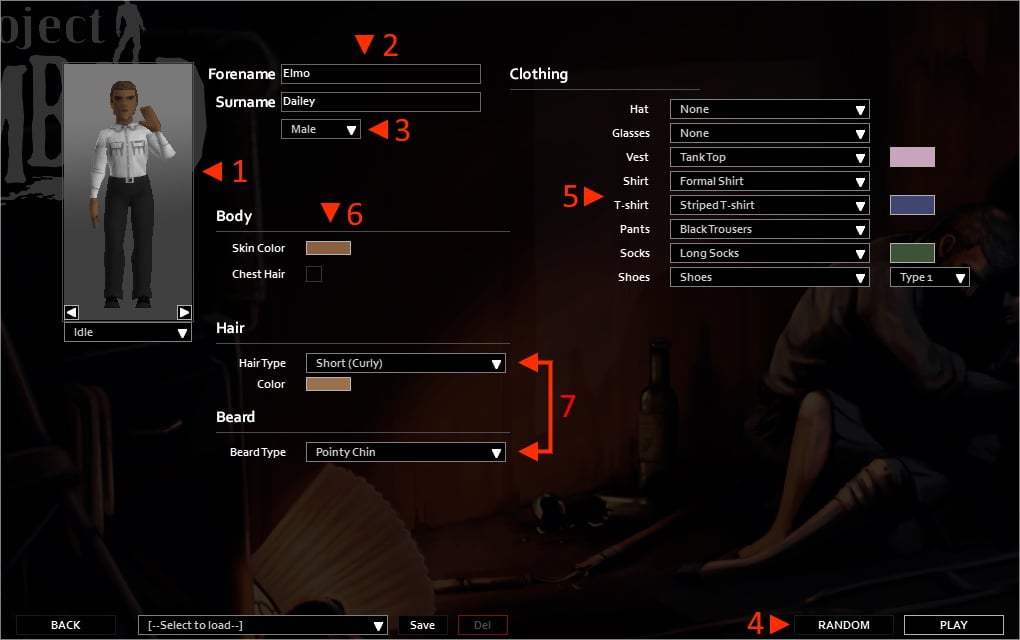 oject
2
Forename Elmo
Surname Dailey
Male 3
1
Body
6
Skin Color
Chest Hair
Idle
Hair
Hair Type Short (Curly)
Color
7
Beard
Beard Type Pointy Chin
Clothing
Hat None
Glasses None
Vest Tank Top
Shirt Formal Shirt
5
T-shirt Striped T-shirt
Pants Black Trousers
Socks Long Socks
Shoes Shoes Type 1
BACK [--Select to load--] Save Del 4 RANDOM PLAY